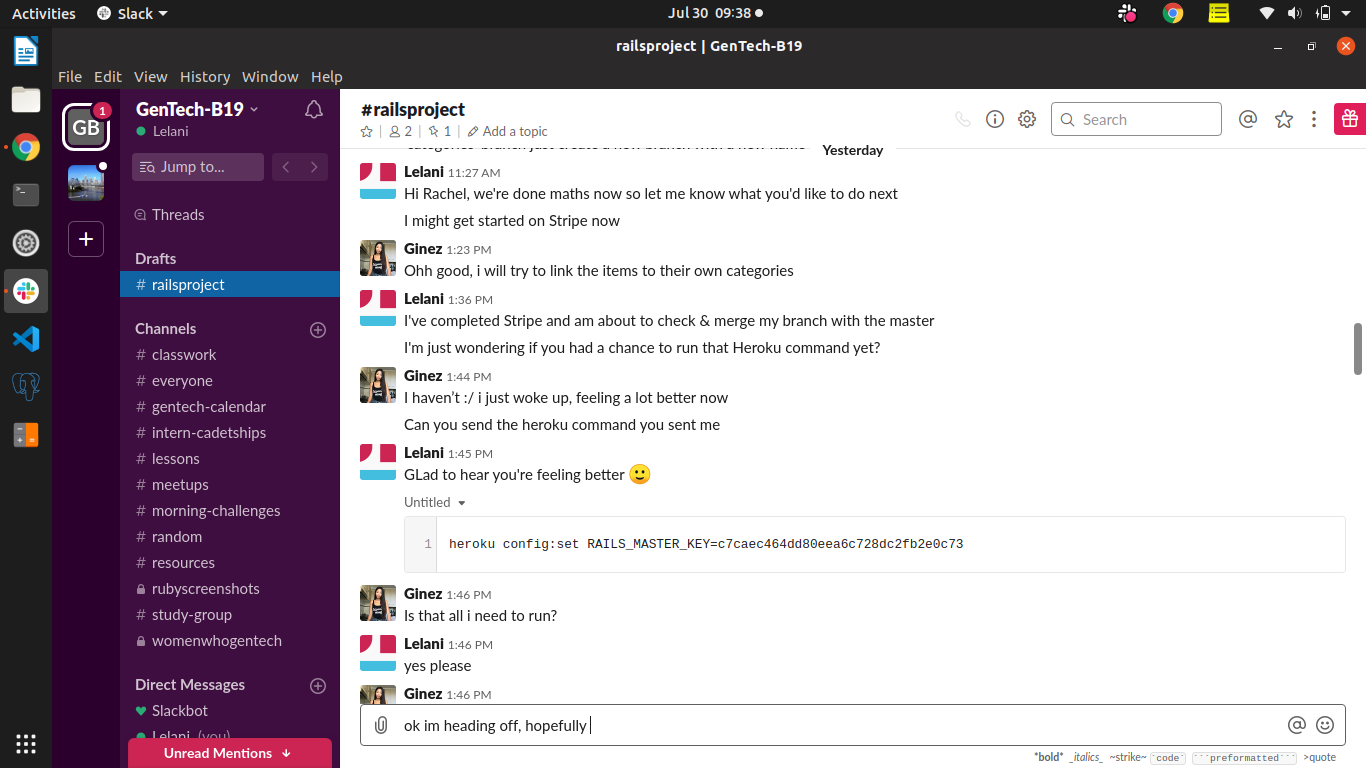 Activities Slack Jul 30 09:38
railsproject | GenTech-B19
File Edit View History Window Help
GB 1
GenTech-B19
Lelani
Jump to...
Threads
Drafts
# railsproject
Channels
# classwork
# everyone
# gentech-calendar
# intern-cadetships
# lessons
# meetups
# morning-challenges
# random
# resources
rubyscreenshots
# study-group
womenwhogentech
Direct Messages
Slackbot
Lelani (you)
Unread Mentions ↓
#railsproject
2 | 1 | Add a topic
Search
categories-branch just create a new branch with a new name
Yesterday
Lelani 11:27 AM
Hi Rachel, we're done maths now so let me know what you'd like to do next
I might get started on Stripe now
Ginez 1:23 PM
Ohh good, i will try to link the items to their own categories
Lelani 1:36 PM
I've completed Stripe and am about to check & merge my branch with the master
I'm just wondering if you had a chance to run that Heroku command yet?
Ginez 1:44 PM
I haven’t :/ i just woke up, feeling a lot better now
Can you send the heroku command you sent me
Lelani 1:45 PM
GLad to hear you're feeling better 🙂
Untitled
1 heroku config:set RAILS_MASTER_KEY=c7caec464dd80eea6c728dc2fb2e0c73
Ginez 1:46 PM
Is that all i need to run?
Lelani 1:46 PM
yes please
Ginez 1:46 PM
ok im heading off, hopefully
*bold* _italics_ ~strike~ `code` ```preformatted``` >quote